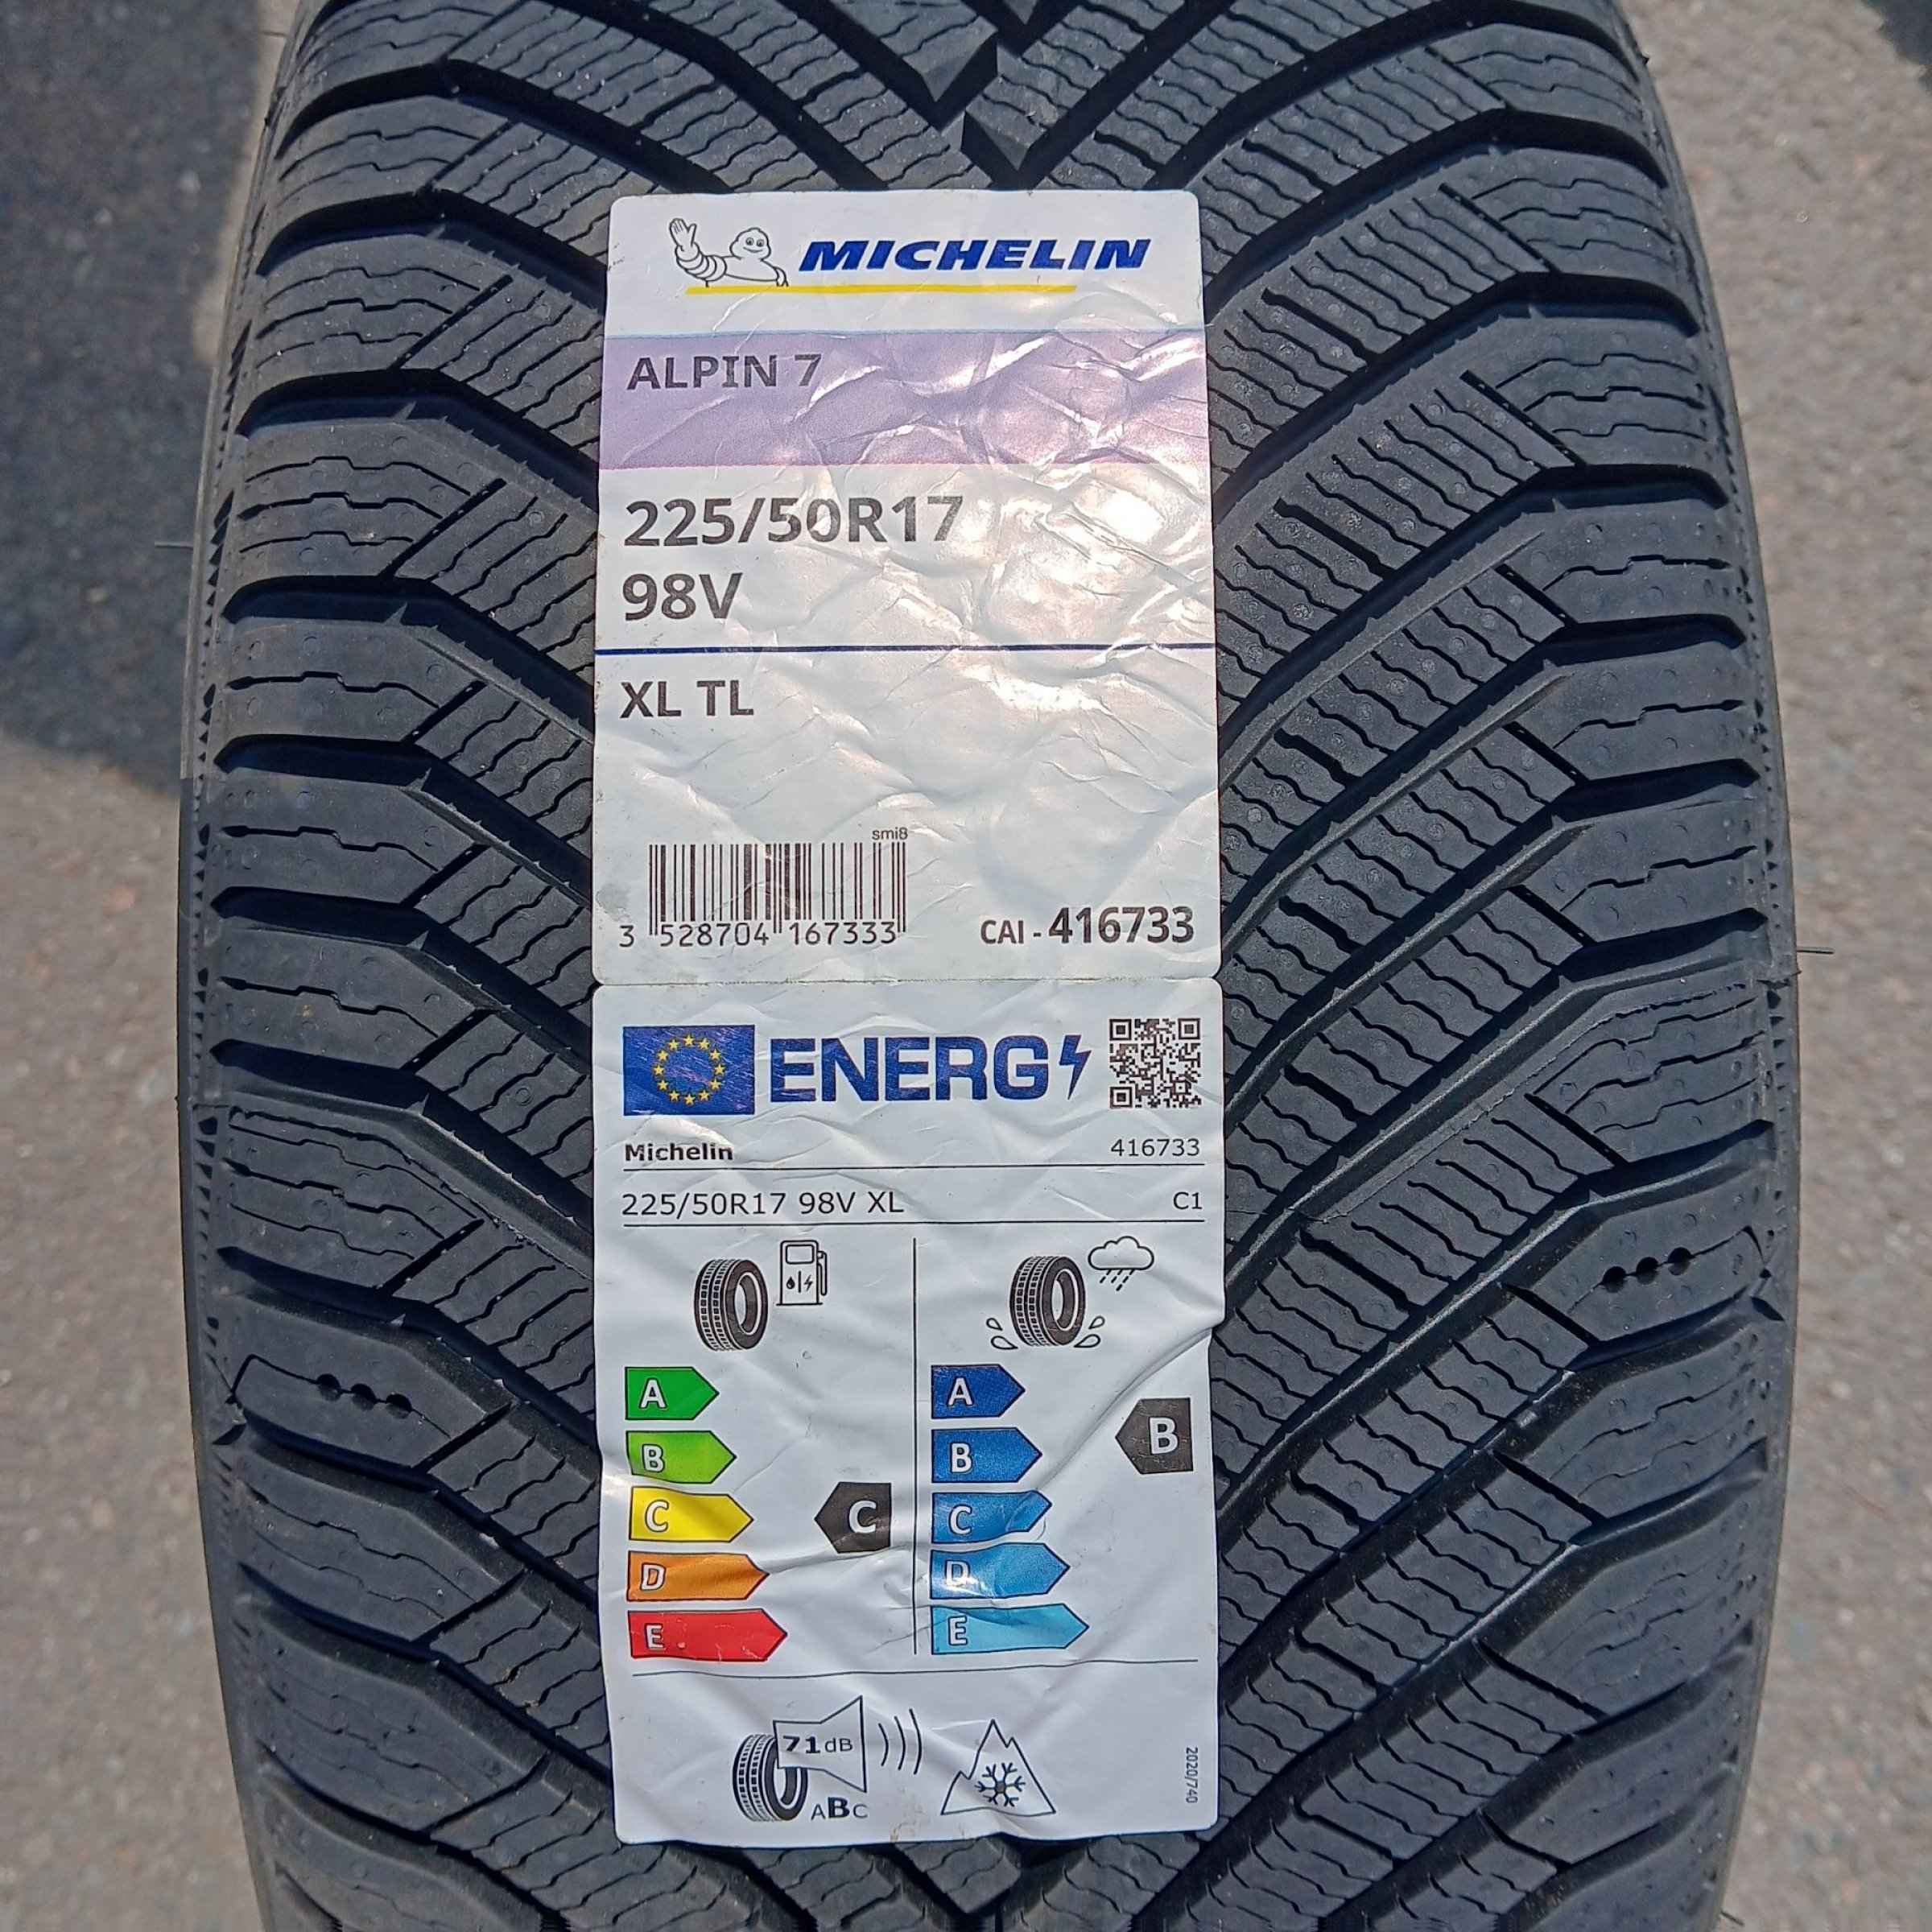 MICHELIN
ALPIN 7
225/50R17
98V
XL TL
smi8
3 528704 167333
CAI - 416733
ENERG
Michelin 416733
225/50R17 98V XL C1
A A
B B B
C C C
D D
E E
71dB
ABC
2020/740